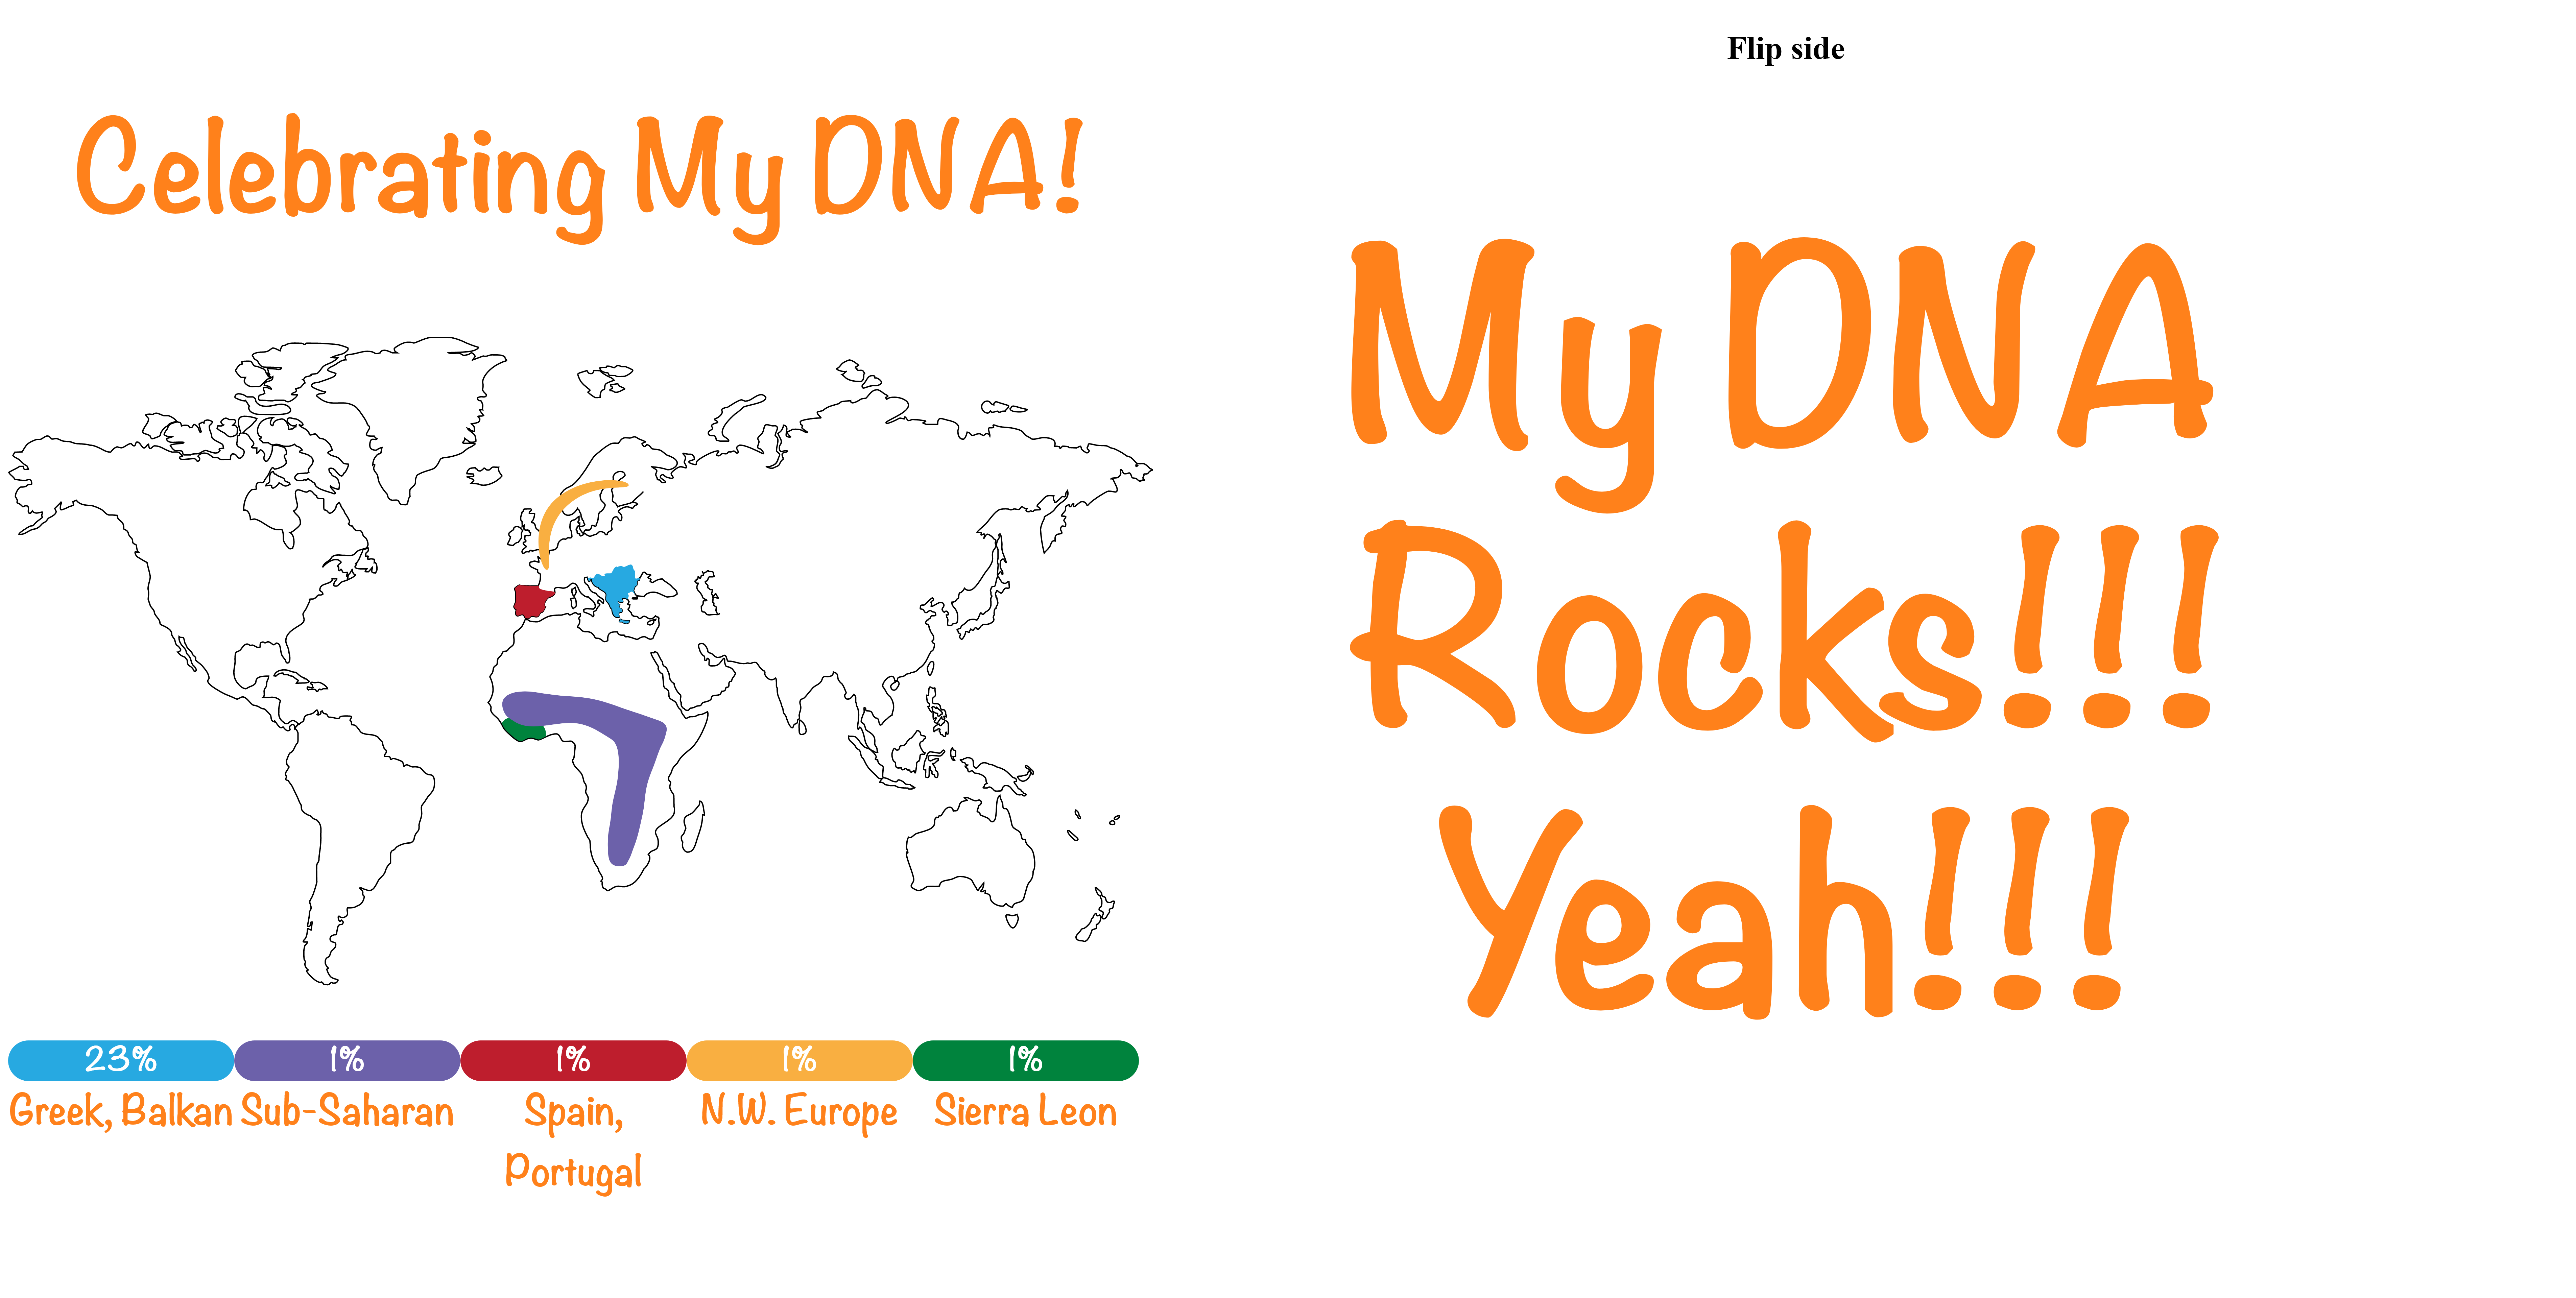 Flip side
Celebrating My DNA!
My DNA
Rocks!!!
Yeah!!!
23% 1% 1% 1% 1%
Greek, Balkan Sub-Saharan Spain, N.W. Europe Sierra Leon
Portugal